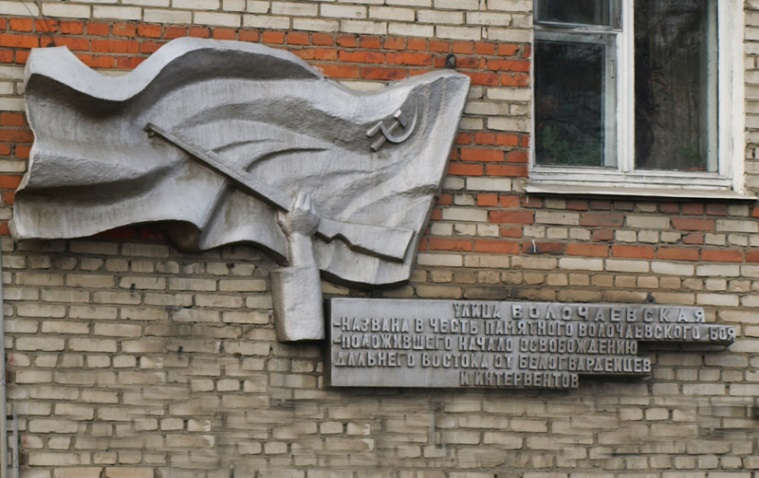 УЛИЦА ВОЛОЧАЕВСКАЯ
НАЗВАНА В ЧЕСТЬ ПАМЯТНОГО ВОЛОЧАЕВСКОГО БОЯ
ПОЛОЖИВШЕГО НАЧАЛО ОСВОБОЖДЕНИЮ
ДАЛЬНЕГО ВОСТОКА ОТ БЕЛОГВАРДЕЙЦЕВ
И ИНТЕРВЕНТОВ